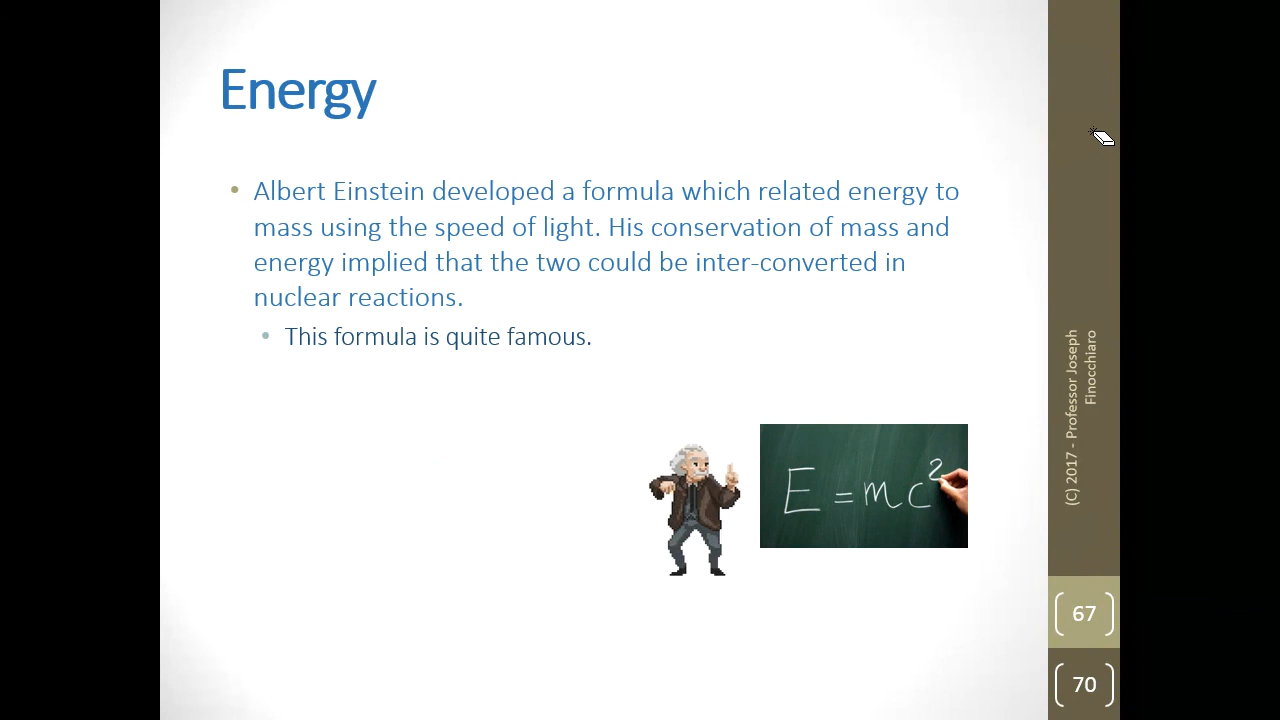 Energy
• Albert Einstein developed a formula which related energy to
mass using the speed of light. His conservation of mass and
energy implied that the two could be inter-converted in
nuclear reactions.
• This formula is quite famous.
E = mc²
(C) 2017 - Professor Joseph
Finocchiaro
67
70